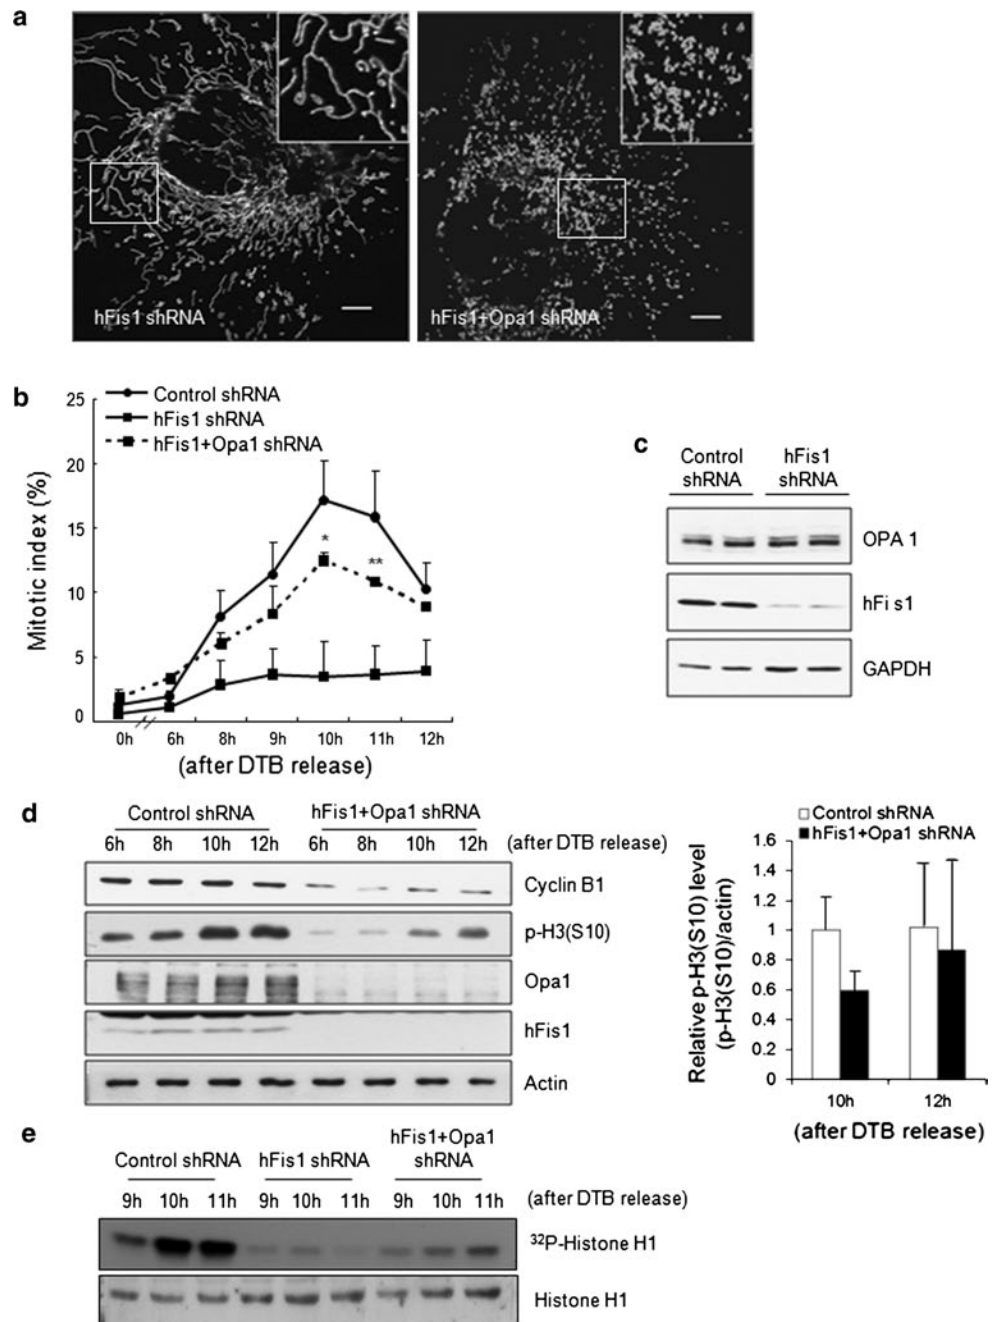 a
hFis1 shRNA
hFis1+Opa1 shRNA
b
Control shRNA
hFis1 shRNA
hFis1+Opa1 shRNA
Mitotic index (%)
25
20
15
10
5
0
*
**
0h 6h 8h 9h 10h 11h 12h
(after DTB release)
c
Control shRNA
hFis1 shRNA
OPA 1
hFi s1
GAPDH
d
Control shRNA hFis1+Opa1 shRNA
6h 8h 10h 12h 6h 8h 10h 12h (after DTB release)
Cyclin B1
p-H3(S10)
Opa1
hFis1
Actin
Control shRNA
hFis1+Opa1 shRNA
Relative p-H3(S10) level
(p-H3(S10)/actin)
1.6
1.4
1.2
1
0.8
0.6
0.4
0.2
0
10h 12h
(after DTB release)
e
Control shRNA hFis1 shRNA hFis1+Opa1 shRNA
9h 10h 11h 9h 10h 11h 9h 10h 11h (after DTB release)
³²P-Histone H1
Histone H1